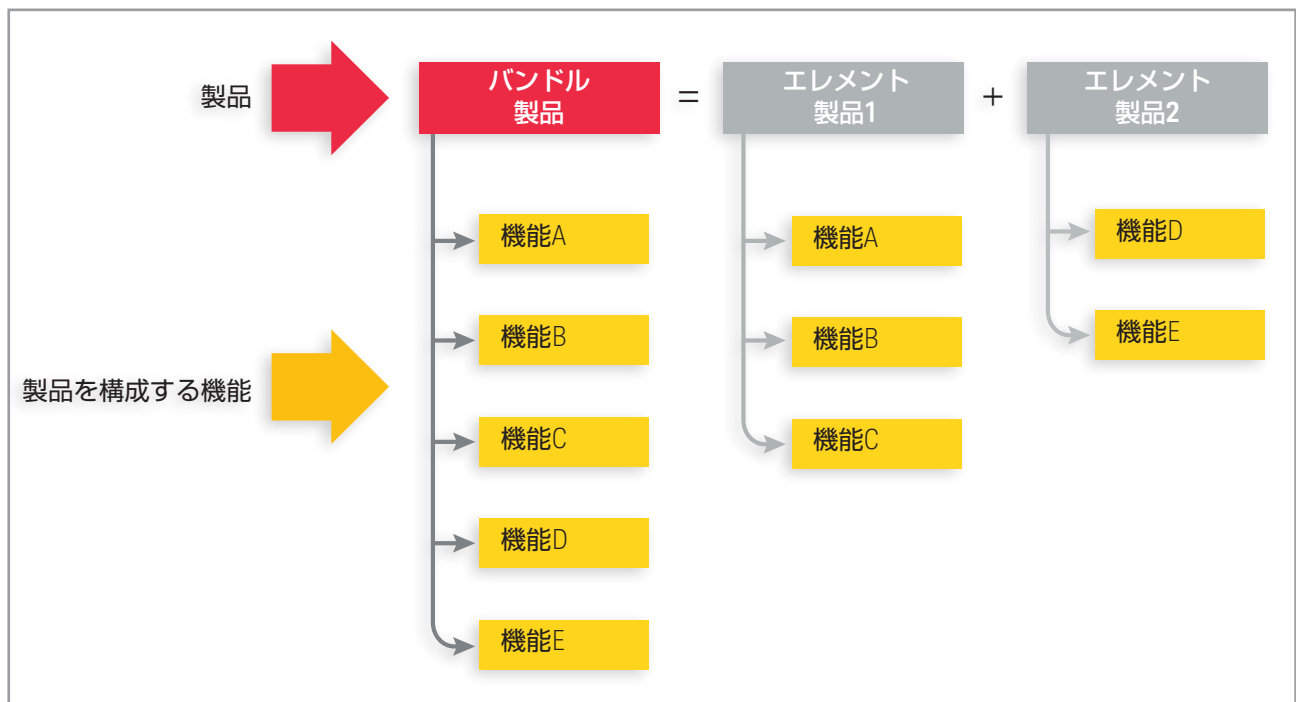 製品
バンドル
製品
=
エレメント
製品1
+
エレメント
製品2
機能A
機能A
機能D
機能B
機能B
機能E
製品を構成する機能
機能C
機能C
機能D
機能E